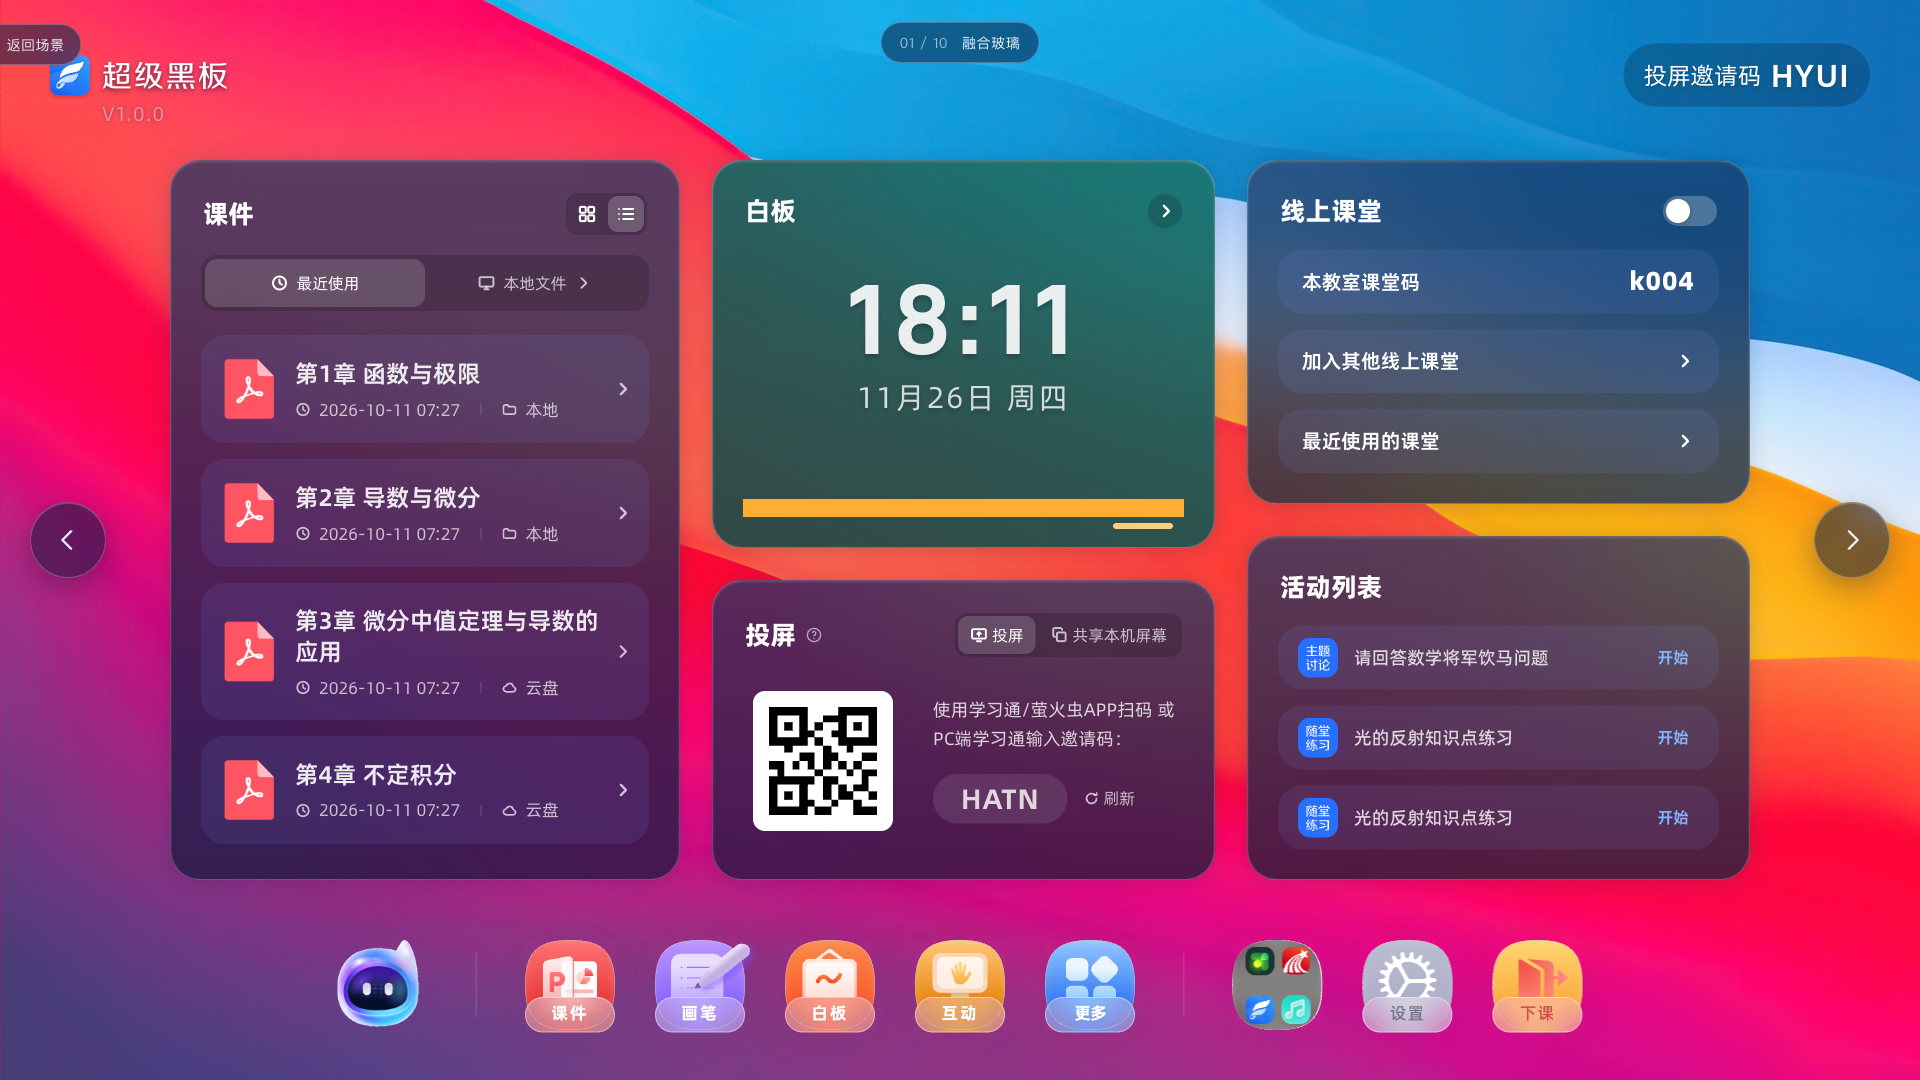 返回场景
01 / 10 融合玻璃
超级黑板
V1.0.0
投屏邀请码 HYUI
课件
最近使用
本地文件
第1章 函数与极限
2026-10-11 07:27 本地
第2章 导数与微分
2026-10-11 07:27 本地
第3章 微分中值定理与导数的
应用
2026-10-11 07:27 云盘
第4章 不定积分
2026-10-11 07:27 云盘
白板
18:11
11月26日 周四
投屏
投屏
共享本机屏幕
使用学习通/萤火虫APP扫码 或
PC端学习通输入邀请码：
HATN
刷新
线上课堂
本教室课堂码 k004
加入其他线上课堂
最近使用的课堂
活动列表
主题
讨论
请回答数学将军饮马问题
开始
随堂
练习
光的反射知识点练习
开始
随堂
练习
光的反射知识点练习
开始
课件
画笔
白板
互动
更多
设置
下课